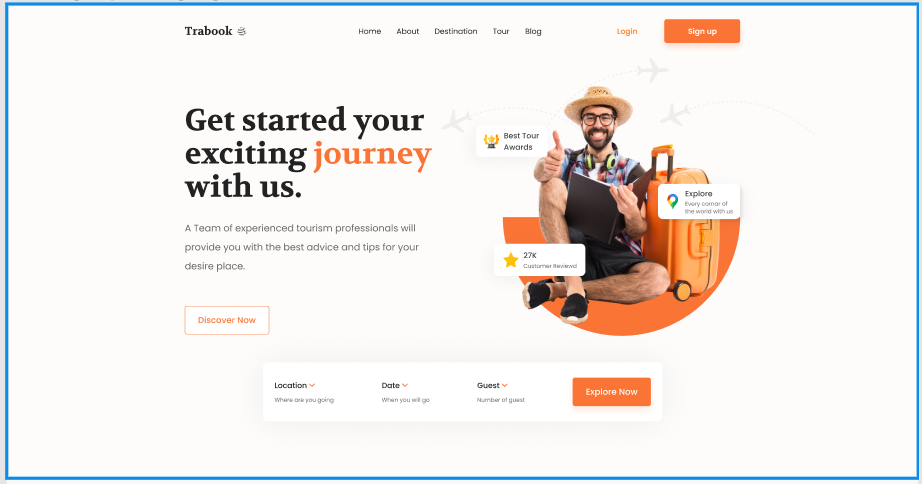 Trabook
Home About Destination Tour Blog
Login
Sign up
Get started your
exciting journey
with us.
A Team of experienced tourism professionals will
provide you with the best advice and tips for your
desire place.
Discover Now
Best Tour
Awards
Explore
Every cornar of
the world with us
27K
Customer Reviewd
Location
Where are you going
Date
When you will go
Guest
Number of guest
Explore Now